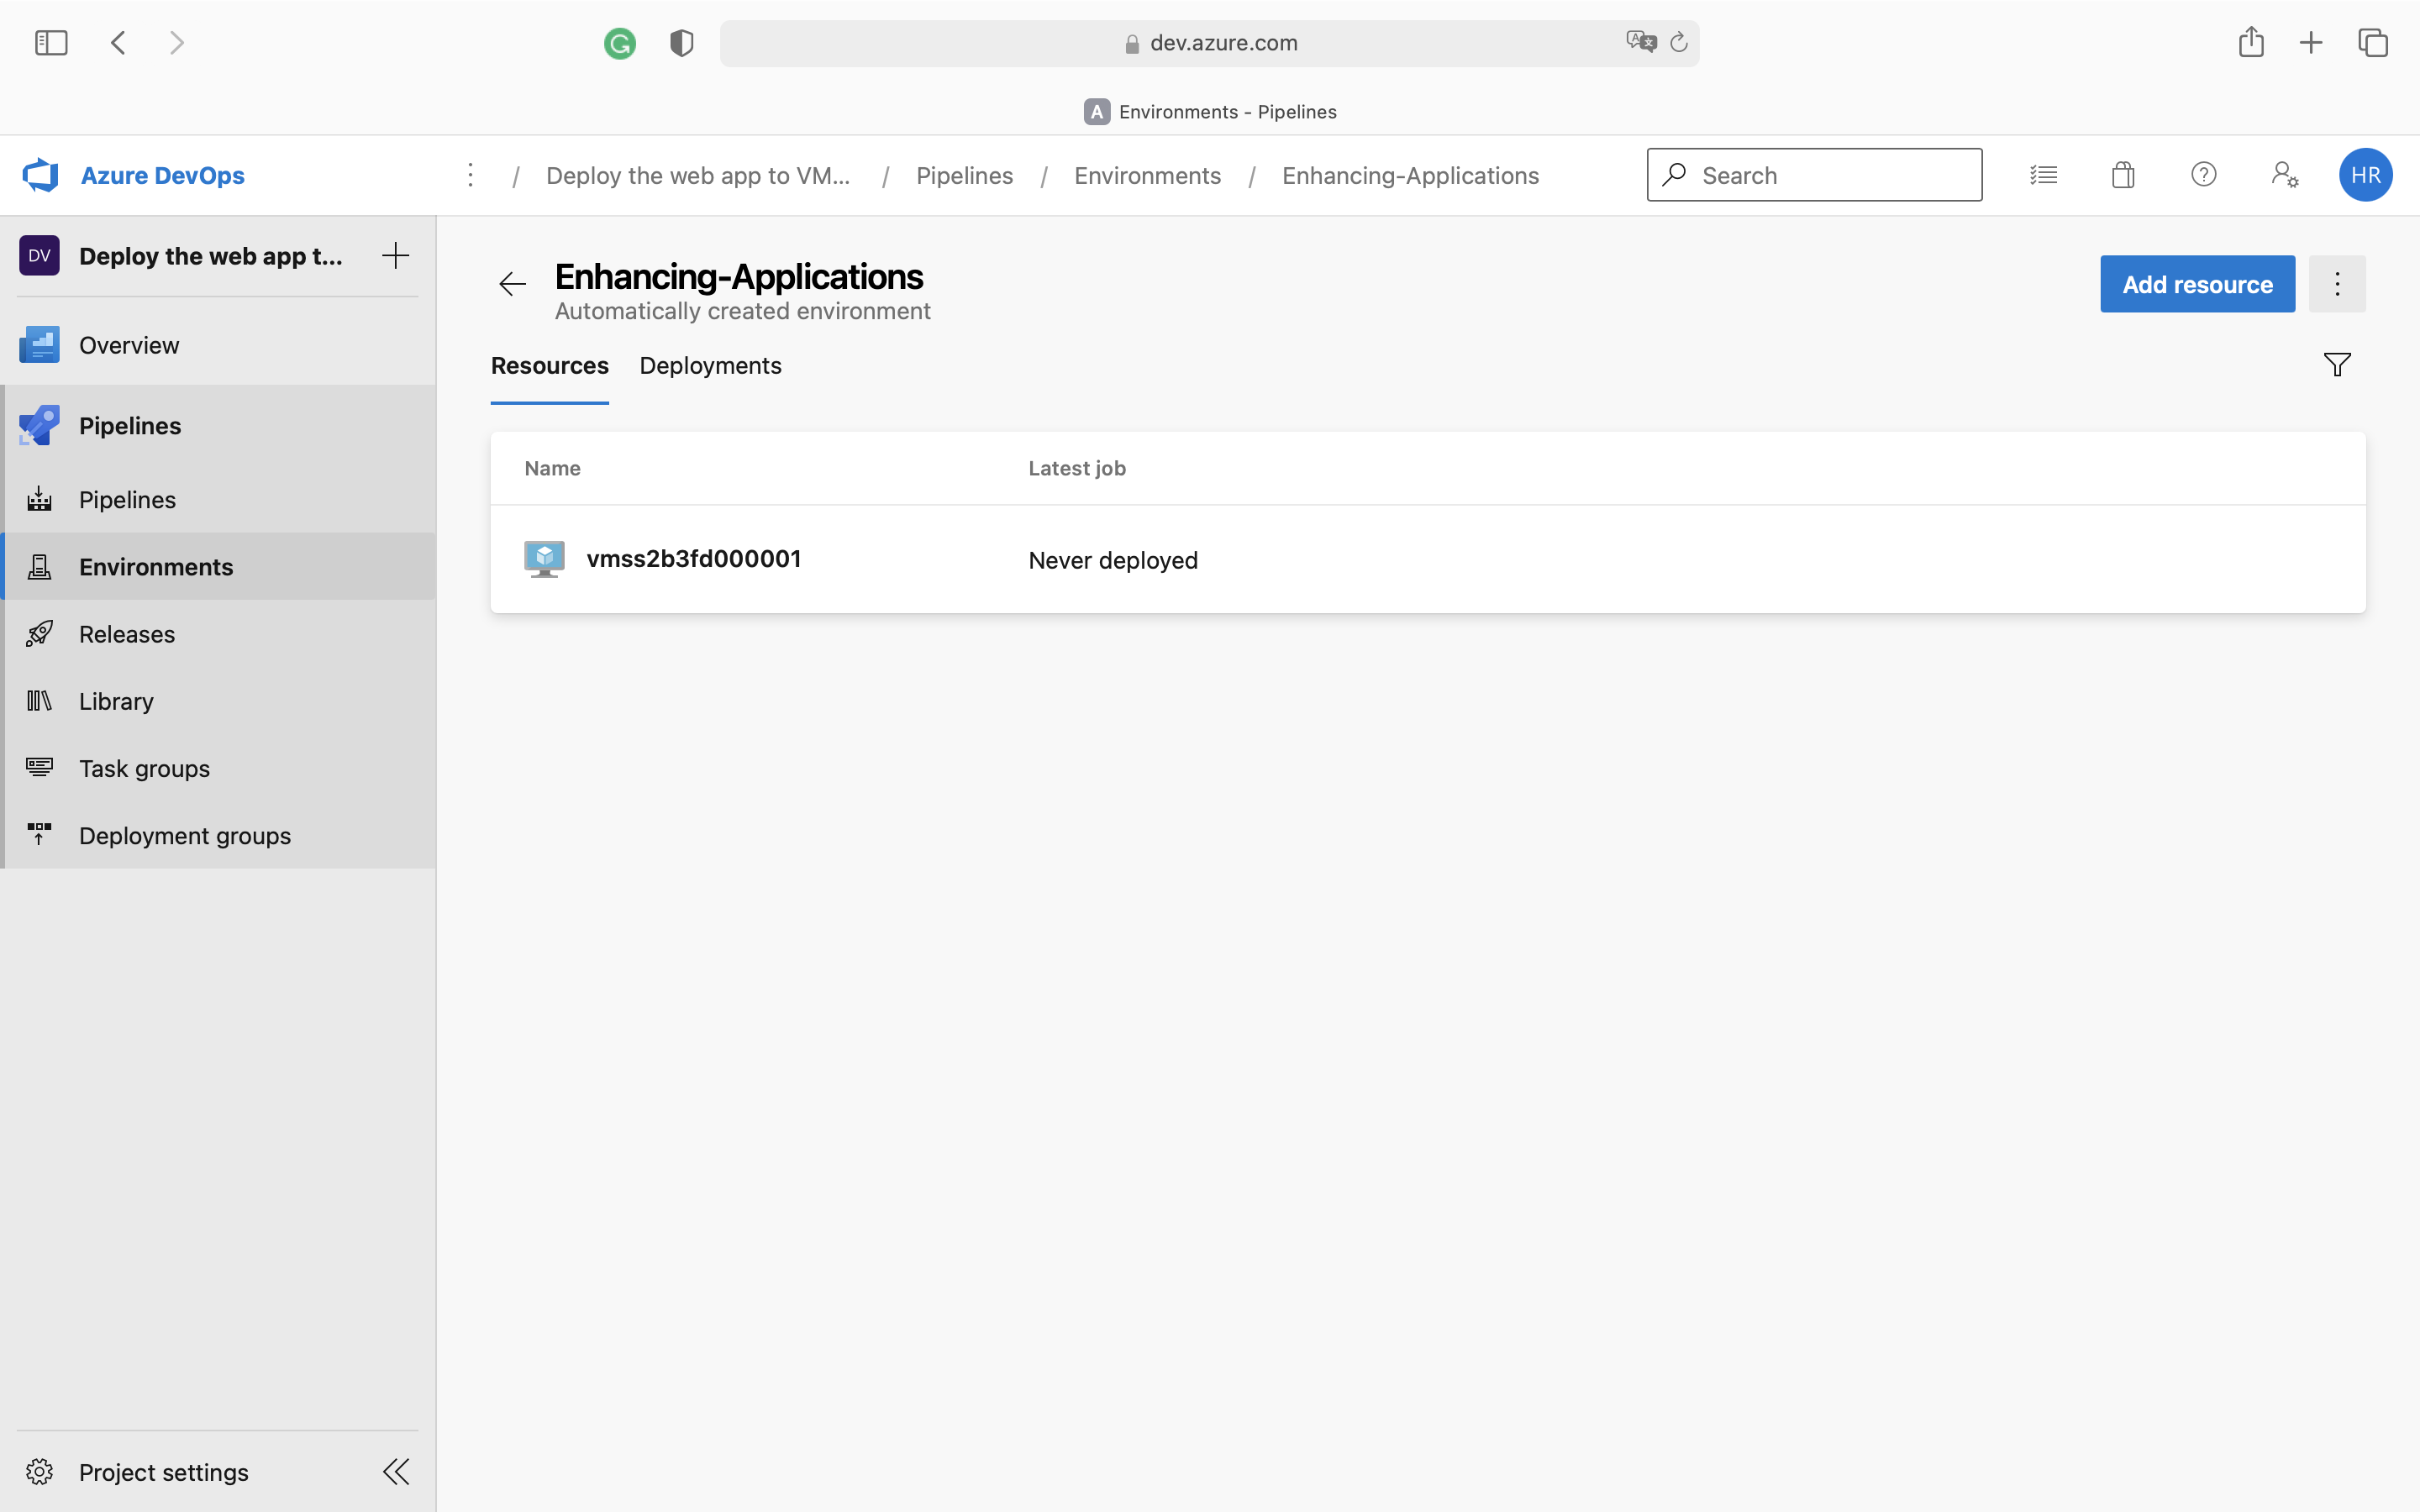 dev.azure.com
A Environments - Pipelines
Azure DevOps / Deploy the web app to VM... / Pipelines / Environments / Enhancing-Applications Search HR
DV Deploy the web app t...
Overview
Pipelines
Pipelines
Environments
Releases
Library
Task groups
Deployment groups
Project settings
Enhancing-Applications
Automatically created environment
Add resource
Resources Deployments
Name Latest job
vmss2b3fd000001 Never deployed